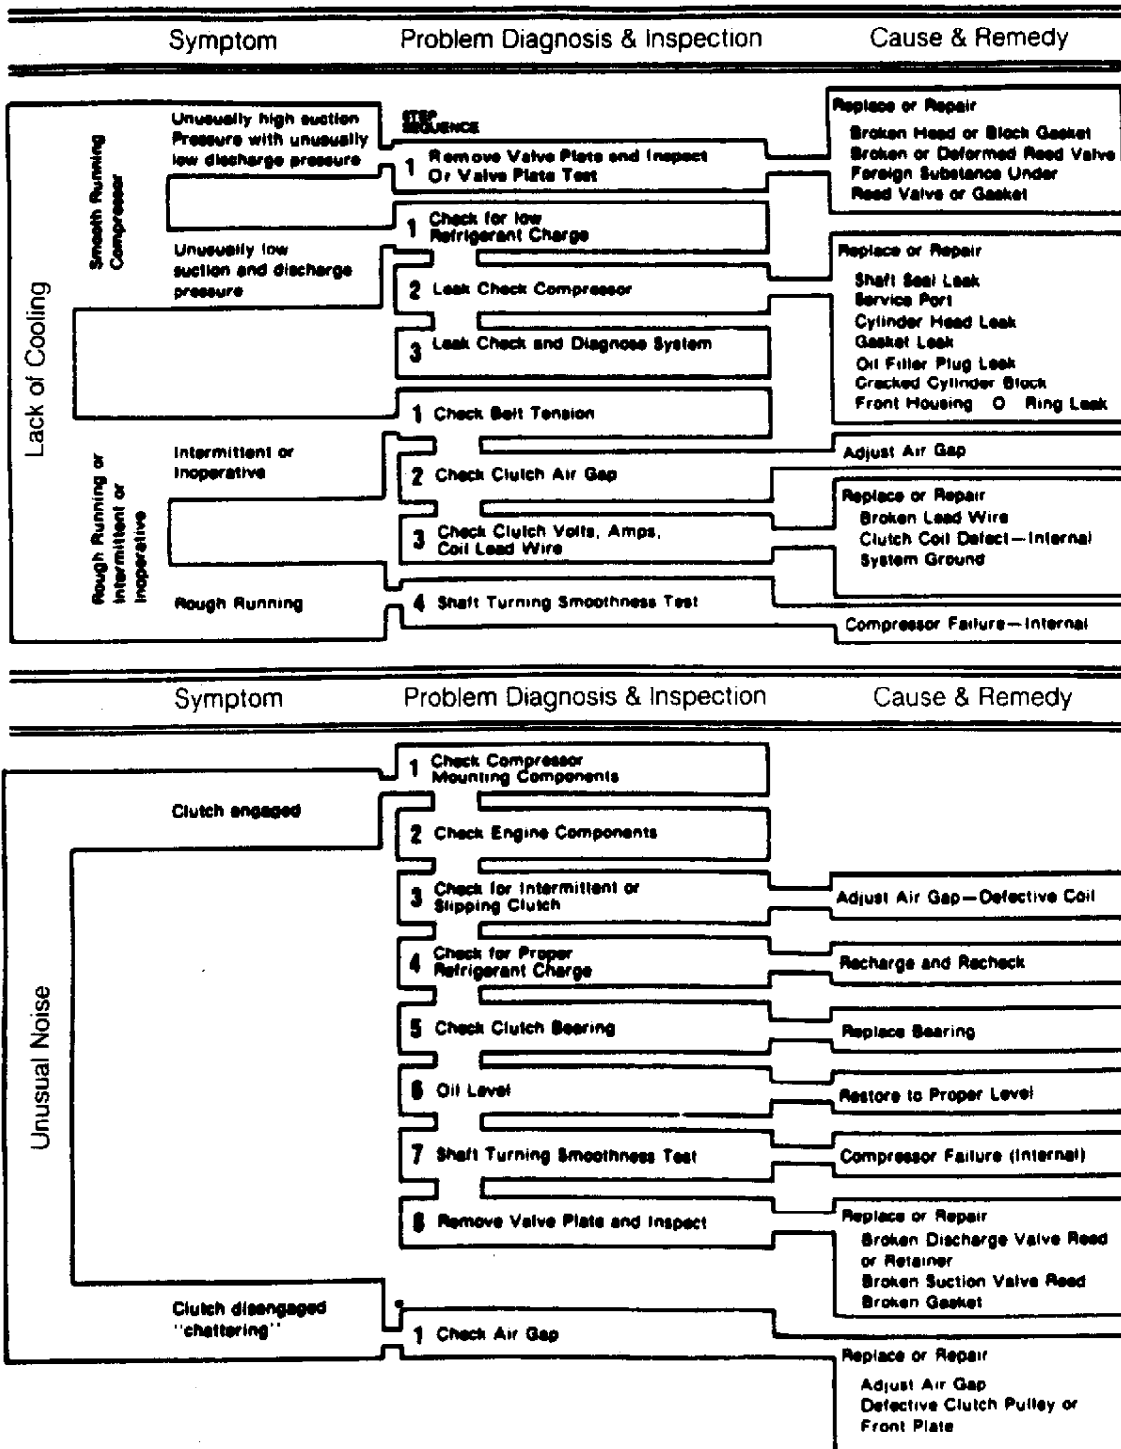 Symptom
Problem Diagnosis & Inspection
Cause & Remedy
Lack of Cooling
Smooth Running
Compressor
Unusually high suction
Pressure with unusually
low discharge pressure
STEP
SEQUENCE
1 Remove Valve Plate and Inspect
Or Valve Plate Test
Replace or Repair
Broken Head or Block Gasket
Broken or Deformed Reed Valve
Foreign Substance Under
Reed Valve or Gasket
Unusually low
suction and discharge
pressure
1 Check for low
Refrigerant Charge
2 Leak Check Compressor
3 Leak Check and Diagnose System
Replace or Repair
Shaft Seal Leak
Service Port
Cylinder Head Leak
Gasket Leak
Oil Filler Plug Leak
Cracked Cylinder Block
Front Housing O Ring Leak
Rough Running or
Intermittent or
Inoperative
Intermittent or
Inoperative
1 Check Belt Tension
2 Check Clutch Air Gap
Adjust Air Gap
3 Check Clutch Volts, Amps,
Coil Lead Wire
Replace or Repair
Broken Lead Wire
Clutch Coil Defect—Internal
System Ground
Rough Running
4 Shaft Turning Smoothness Test
Compressor Failure—Internal
Symptom
Problem Diagnosis & Inspection
Cause & Remedy
Unusual Noise
Clutch engaged
1 Check Compressor
Mounting Components
2 Check Engine Components
3 Check for Intermittent or
Slipping Clutch
Adjust Air Gap—Defective Coil
4 Check for Proper
Refrigerant Charge
Recharge and Recheck
5 Check Clutch Bearing
Replace Bearing
6 Oil Level
Restore to Proper Level
7 Shaft Turning Smoothness Test
Compressor Failure (Internal)
8 Remove Valve Plate and Inspect
Replace or Repair
Broken Discharge Valve Reed
or Retainer
Broken Suction Valve Reed
Broken Gasket
Clutch disengaged
"chattering"
1 Check Air Gap
Replace or Repair
Adjust Air Gap
Defective Clutch Pulley or
Front Plate